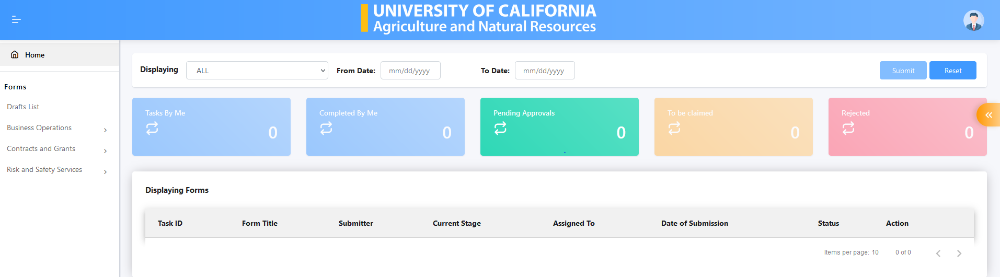 UNIVERSITY OF CALIFORNIA
Agriculture and Natural Resources
Home
Forms
Drafts List
Business Operations
Contracts and Grants
Risk and Safety Services
Displaying ALL From Date: mm/dd/yyyy To Date: mm/dd/yyyy Submit Reset
Tasks By Me
0
Completed By Me
0
Pending Approvals
0
To be claimed
0
Rejected
0
Displaying Forms
Task ID Form Title Submitter Current Stage Assigned To Date of Submission Status Action
Items per page: 10 0 of 0